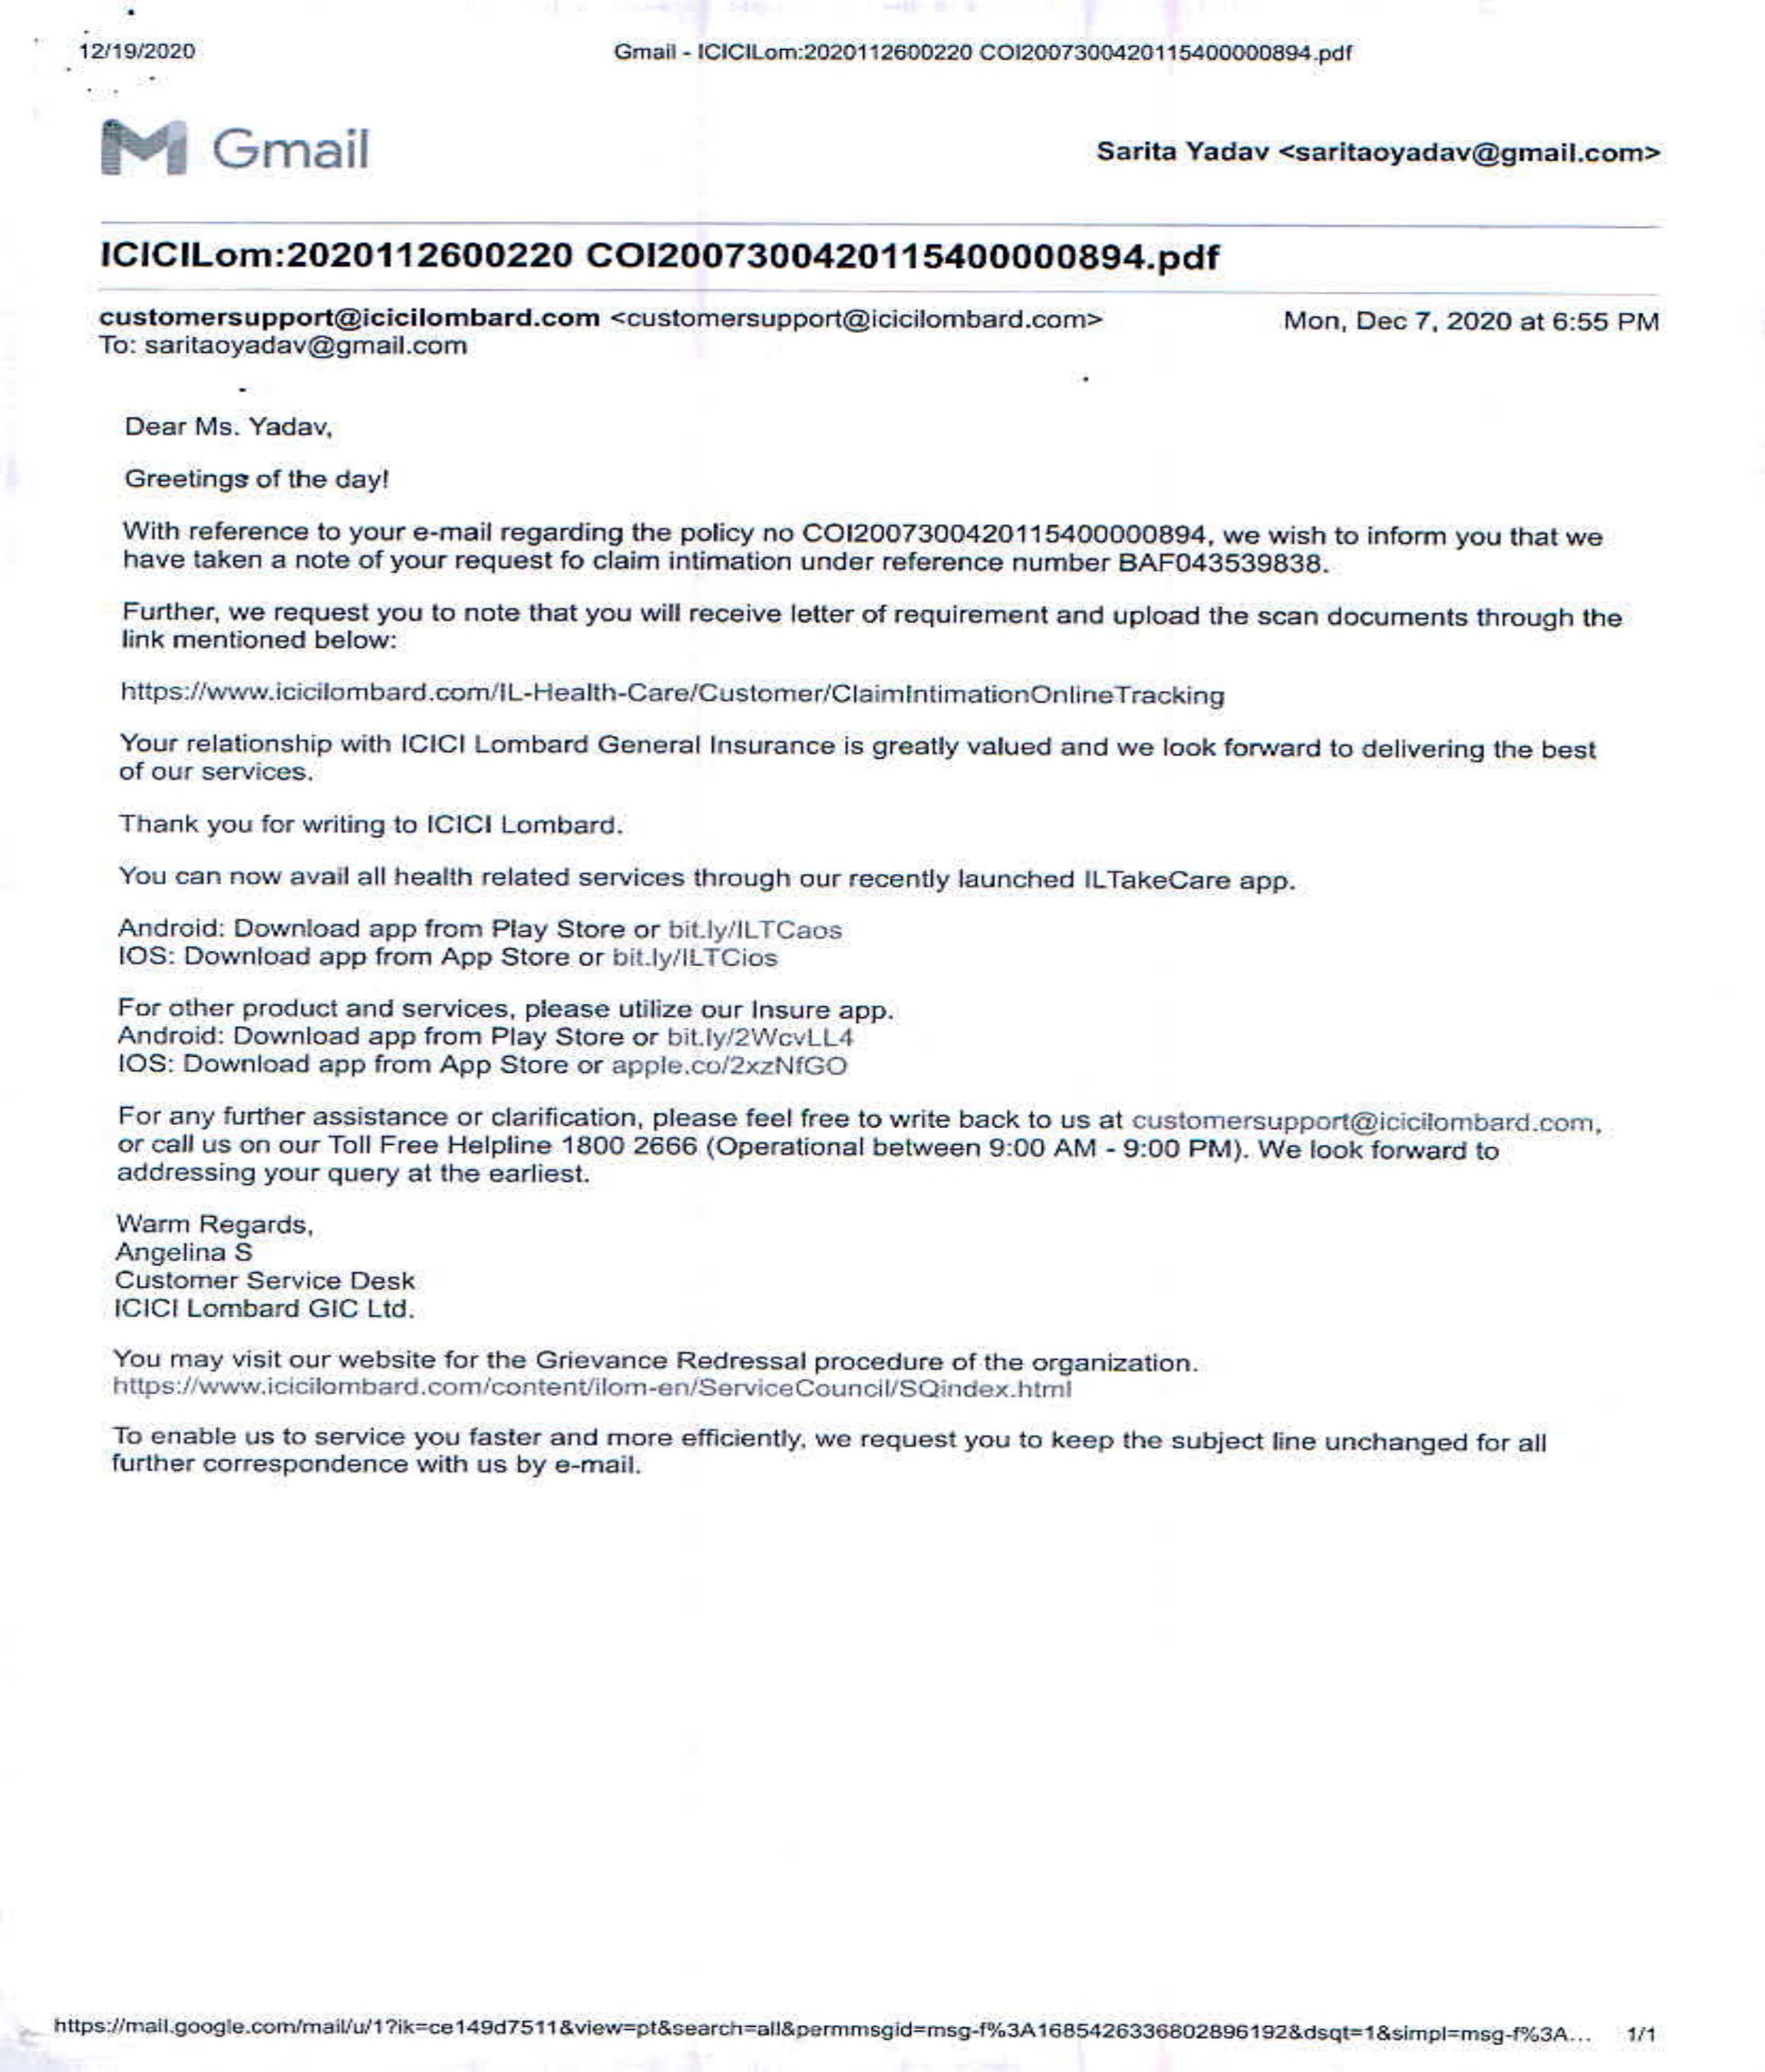 12/19/2020
Gmail - ICICILom:2020112600220 COI2007300420115400000894.pdf
M Gmail
Sarita Yadav <saritaoyadav@gmail.com>
ICICILom:2020112600220 COI2007300420115400000894.pdf
customersupport@icicilombard.com <customersupport@icicilombard.com>
Mon, Dec 7, 2020 at 6:55 PM
To: saritaoyadav@gmail.com
Dear Ms. Yadav,
Greetings of the day!
With reference to your e-mail regarding the policy no COI2007300420115400000894, we wish to inform you that we
have taken a note of your request fo claim intimation under reference number BAF043539838.
Further, we request you to note that you will receive letter of requirement and upload the scan documents through the
link mentioned below:
https://www.icicilombard.com/IL-Health-Care/Customer/ClaimIntimationOnlineTracking
Your relationship with ICICI Lombard General Insurance is greatly valued and we look forward to delivering the best
of our services.
Thank you for writing to ICICI Lombard.
You can now avail all health related services through our recently launched ILTakeCare app.
Android: Download app from Play Store or bit.ly/ILTCaos
IOS: Download app from App Store or bit.ly/ILTCios
For other product and services, please utilize our Insure app.
Android: Download app from Play Store or bit.ly/2WcvLL4
IOS: Download app from App Store or apple.co/2xzNfGO
For any further assistance or clarification, please feel free to write back to us at customersupport@icicilombard.com,
or call us on our Toll Free Helpline 1800 2666 (Operational between 9:00 AM - 9:00 PM). We look forward to
addressing your query at the earliest.
Warm Regards,
Angelina S
Customer Service Desk
ICICI Lombard GIC Ltd.
You may visit our website for the Grievance Redressal procedure of the organization.
https://www.icicilombard.com/content/ilom-en/ServiceCouncil/SQindex.html
To enable us to service you faster and more efficiently, we request you to keep the subject line unchanged for all
further correspondence with us by e-mail.
https://mail.google.com/mail/u/1?ik=ce149d7511&view=pt&search=all&permmsgid=msg-f%3A1685426336802896192&dsqt=1&simpl=msg-f%3A...
1/1